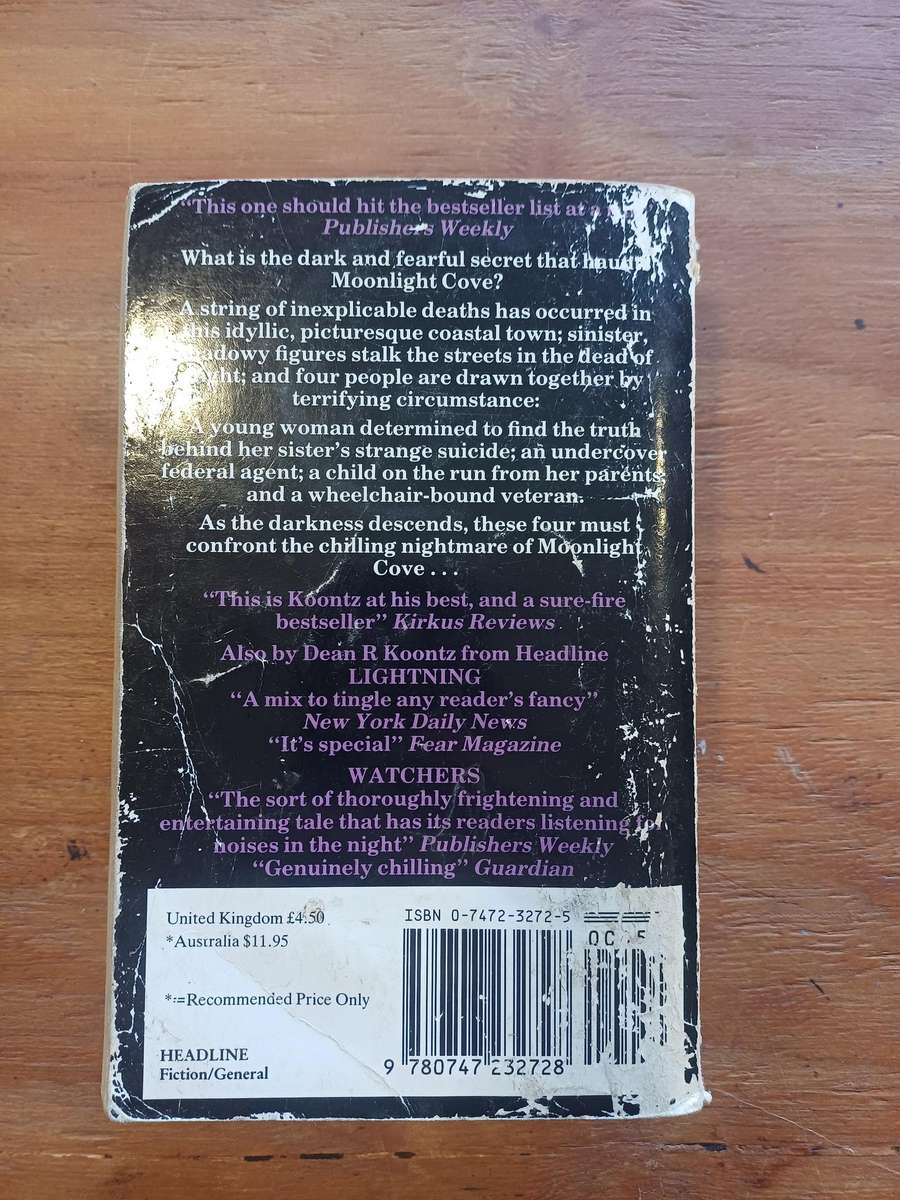 “This one should hit the bestseller list at a
Publishers Weekly
What is the dark and fearful secret that
Moonlight Cove?
A string of inexplicable deaths has occurred in
this idyllic, picturesque coastal town; sinister,
shadowy figures stalk the streets in the dead of
night; and four people are drawn together by
terrifying circumstance:
A young woman determined to find the truth
behind her sister’s strange suicide; an undercover
federal agent; a child on the run from her parents
and a wheelchair-bound veteran.
As the darkness descends, these four must
confront the chilling nightmare of Moonlight
Cove . . .
“This is Koontz at his best, and a sure-fire
bestseller” Kirkus Reviews
Also by Dean R Koontz from Headline
LIGHTNING
“A mix to tingle any reader’s fancy”
New York Daily News
“It’s special” Fear Magazine
WATCHERS
“The sort of thoroughly frightening and
entertaining tale that has its readers listening for
noises in the night” Publishers Weekly
“Genuinely chilling” Guardian
United Kingdom £4.50
*Australia $11.95
*=Recommended Price Only
HEADLINE
Fiction/General
ISBN 0-7472-3272-5
9 780747 232728